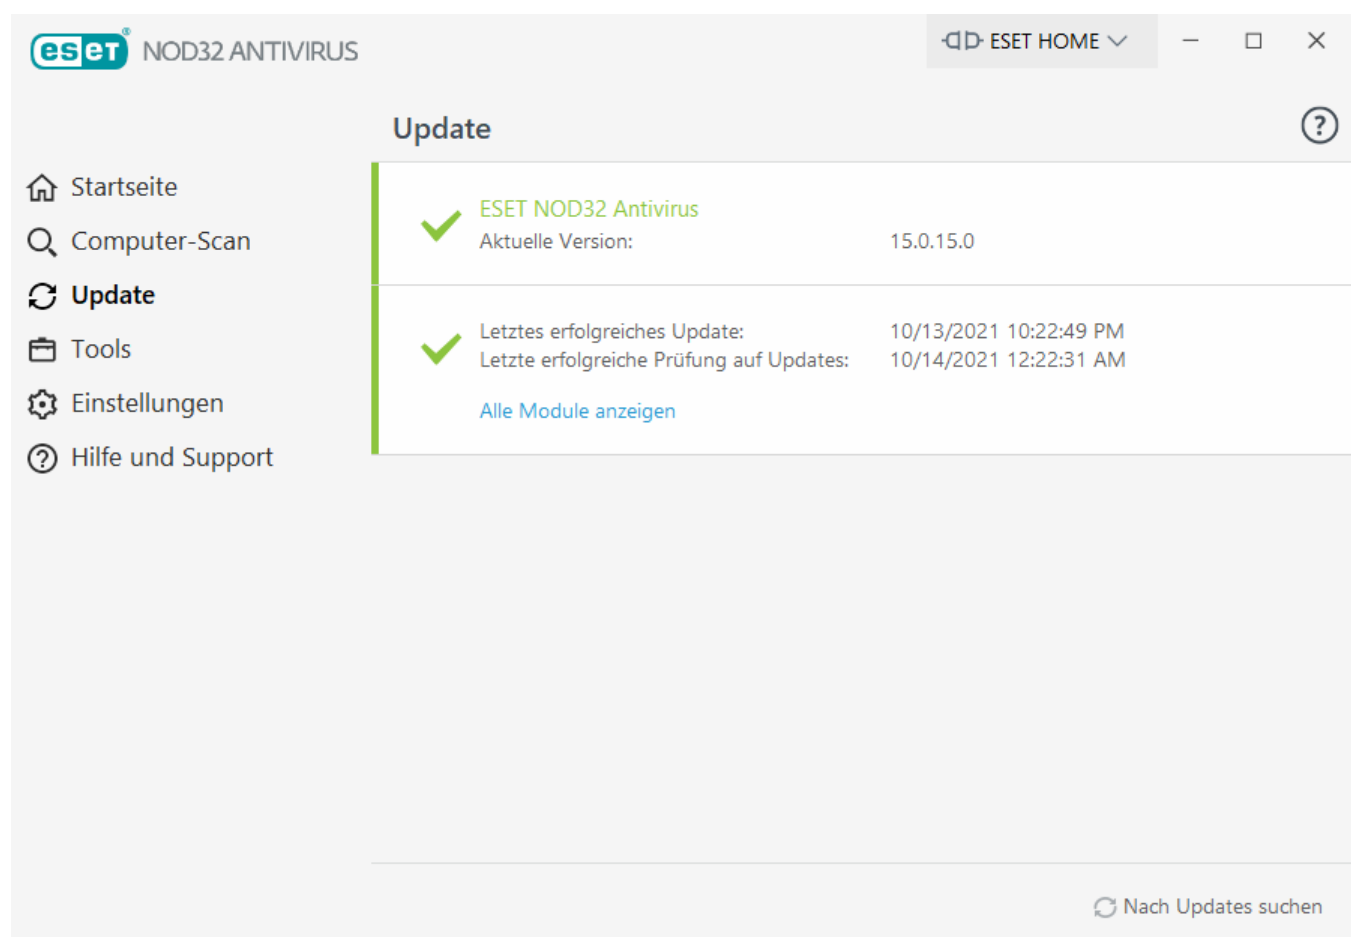 eseT® NOD32 ANTIVIRUS
ESET HOME
Update
?
Startseite
Computer-Scan
Update
Tools
Einstellungen
Hilfe und Support
ESET NOD32 Antivirus
Aktuelle Version: 15.0.15.0
Letztes erfolgreiches Update: 10/13/2021 10:22:49 PM
Letzte erfolgreiche Prüfung auf Updates: 10/14/2021 12:22:31 AM
Alle Module anzeigen
Nach Updates suchen